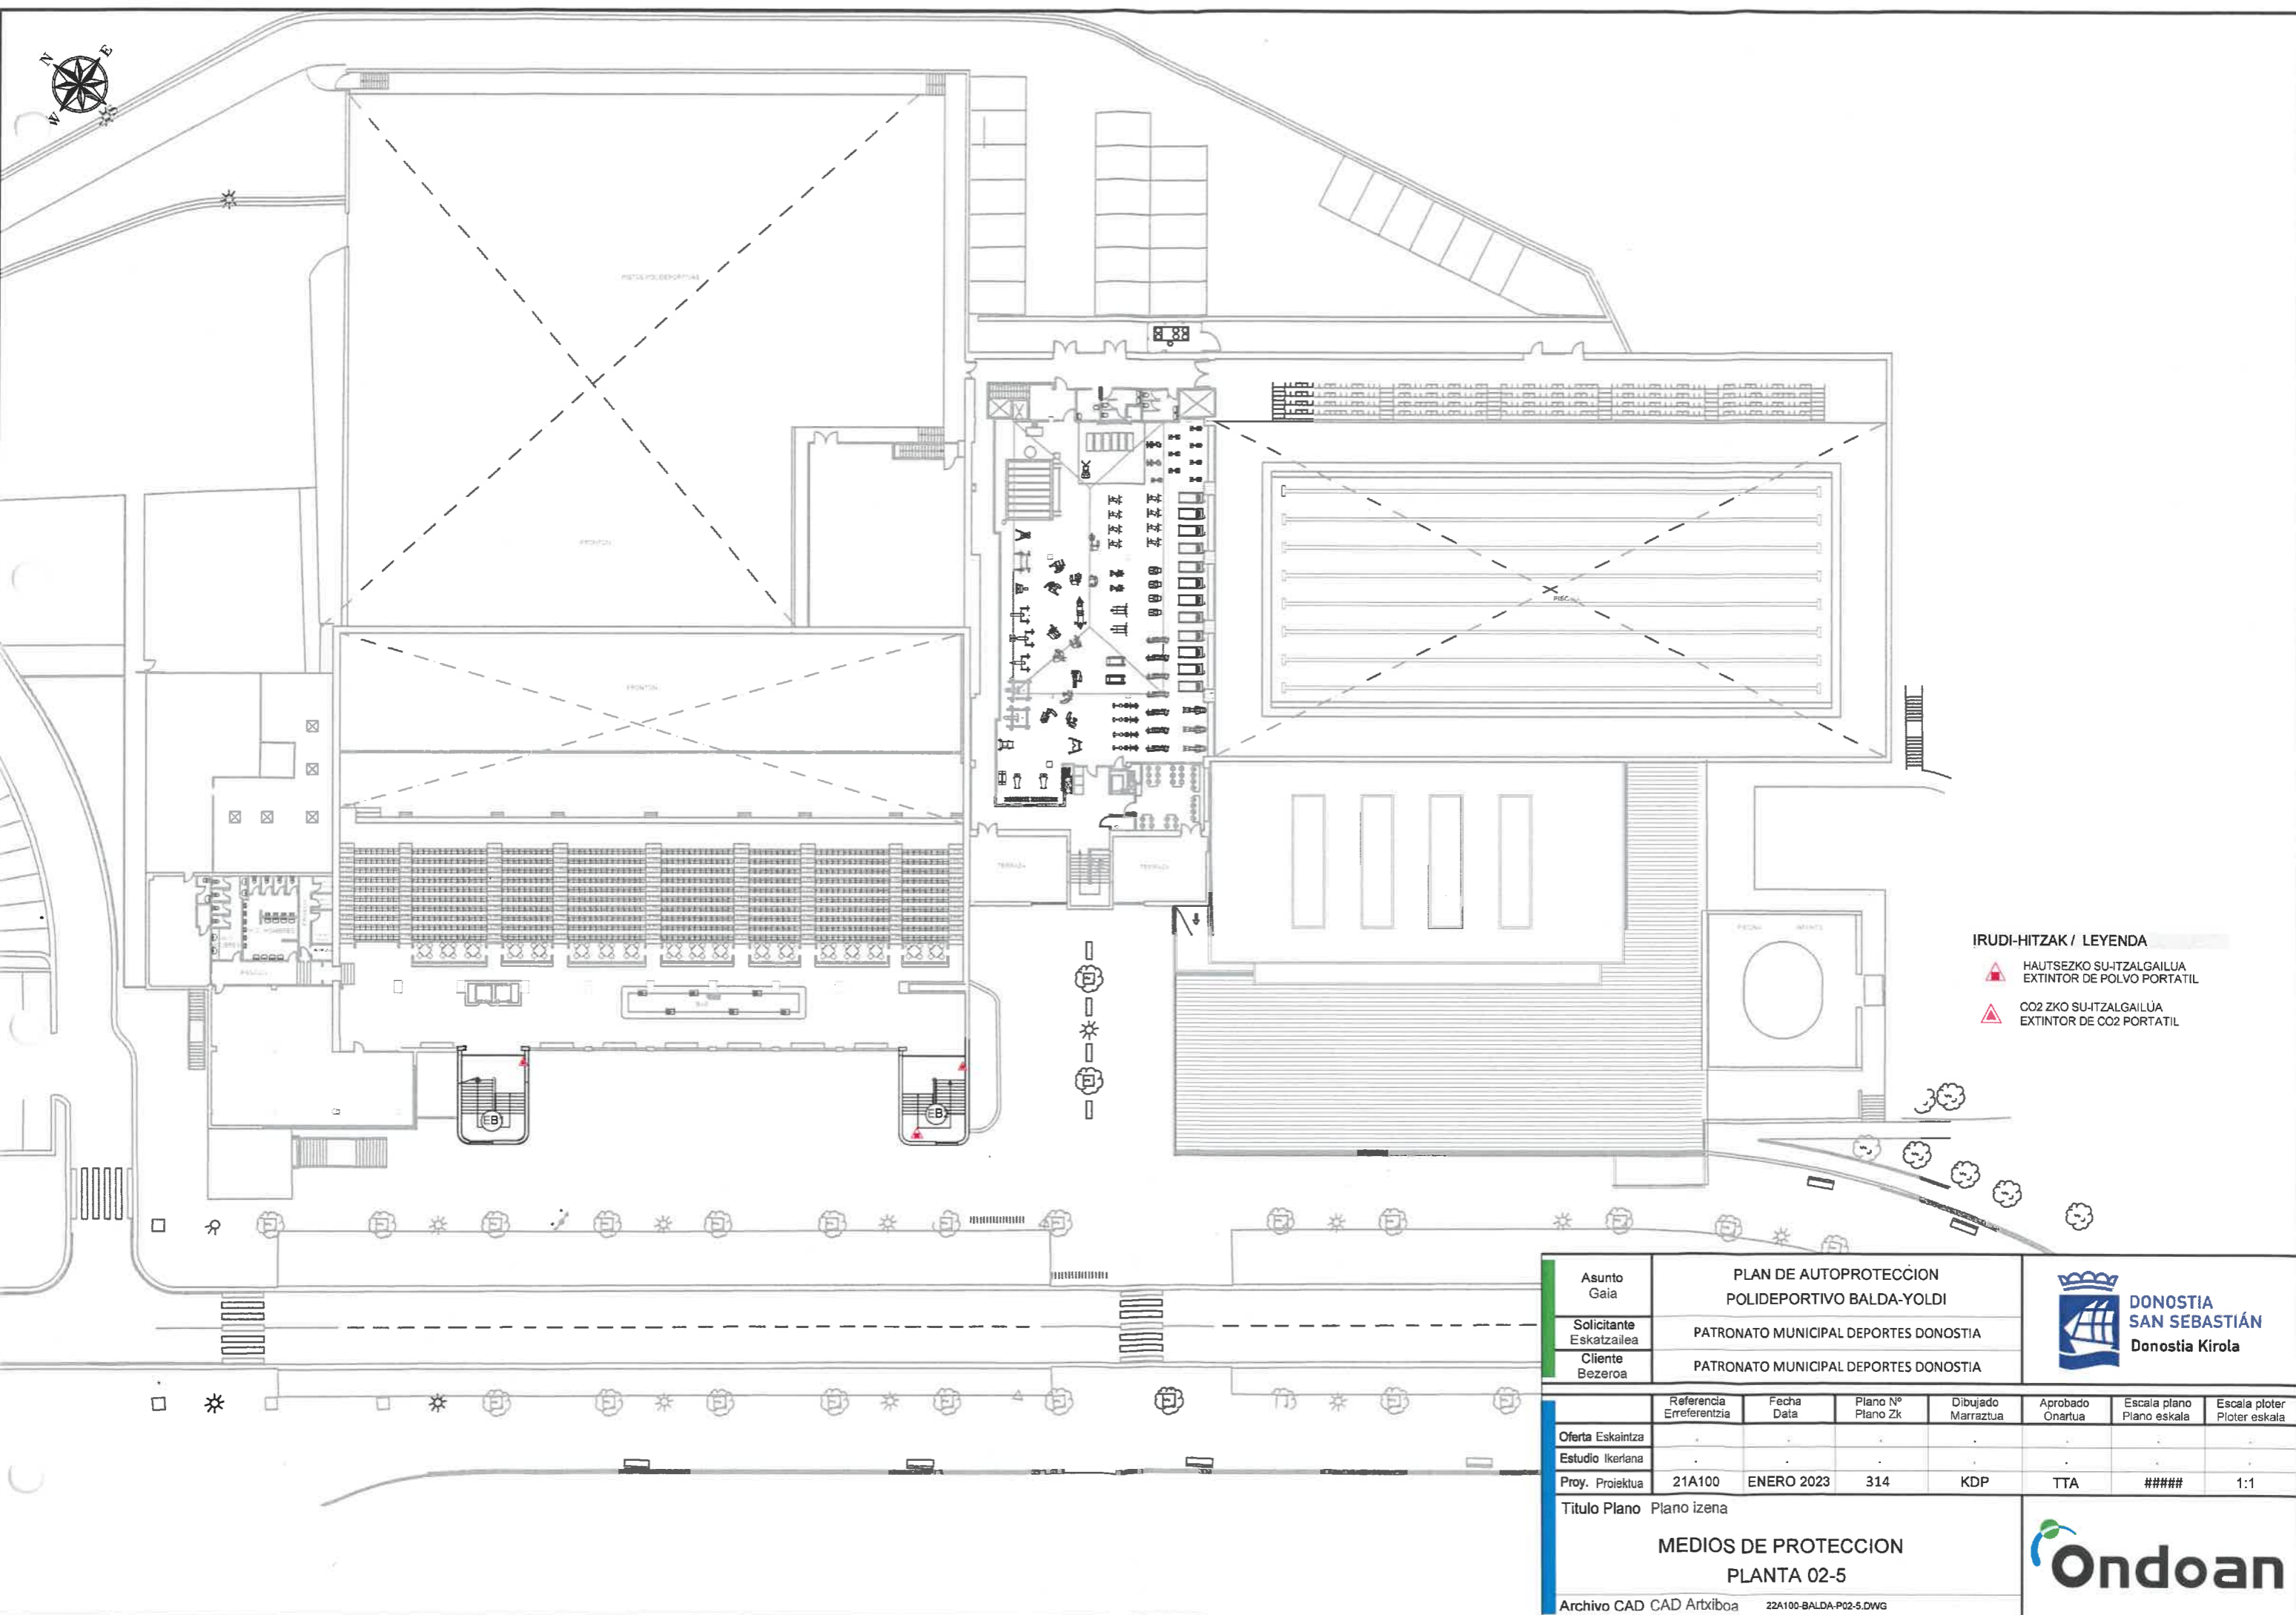 N
E
W
S
PISTAS POLIDEPORTIVAS
FRONTON
FRONTON
TERRAZA
TERRAZA
HOMBRES
BAR
EB
EB
PISCINA INFANTIL
IRUDI-HITZAK / LEYENDA
HAUTSEZKO SU-ITZALGAILUA
EXTINTOR DE POLVO PORTATIL
CO2 ZKO SU-ITZALGAILUA
EXTINTOR DE CO2 PORTATIL
Asunto
Gaia
PLAN DE AUTOPROTECCION
POLIDEPORTIVO BALDA-YOLDI
Solicitante
Eskatzailea
PATRONATO MUNICIPAL DEPORTES DONOSTIA
Cliente
Bezeroa
PATRONATO MUNICIPAL DEPORTES DONOSTIA
DONOSTIA
SAN SEBASTIÁN
Donostia Kirola
Referencia
Erreferentzia
Fecha
Data
Plano Nº
Plano Zk
Dibujado
Marraztua
Aprobado
Onartua
Escala plano
Plano eskala
Escala ploter
Ploter eskala
Oferta Eskaintza . . . . . . .
Estudio Ikerlana . . . . . . .
Proy. Proiektua 21A100 ENERO 2023 314 KDP TTA ##### 1:1
Titulo Plano Plano izena
MEDIOS DE PROTECCION
PLANTA 02-5
Archivo CAD CAD Artxiboa 22A100-BALDA-P02-5.DWG
Ondoan